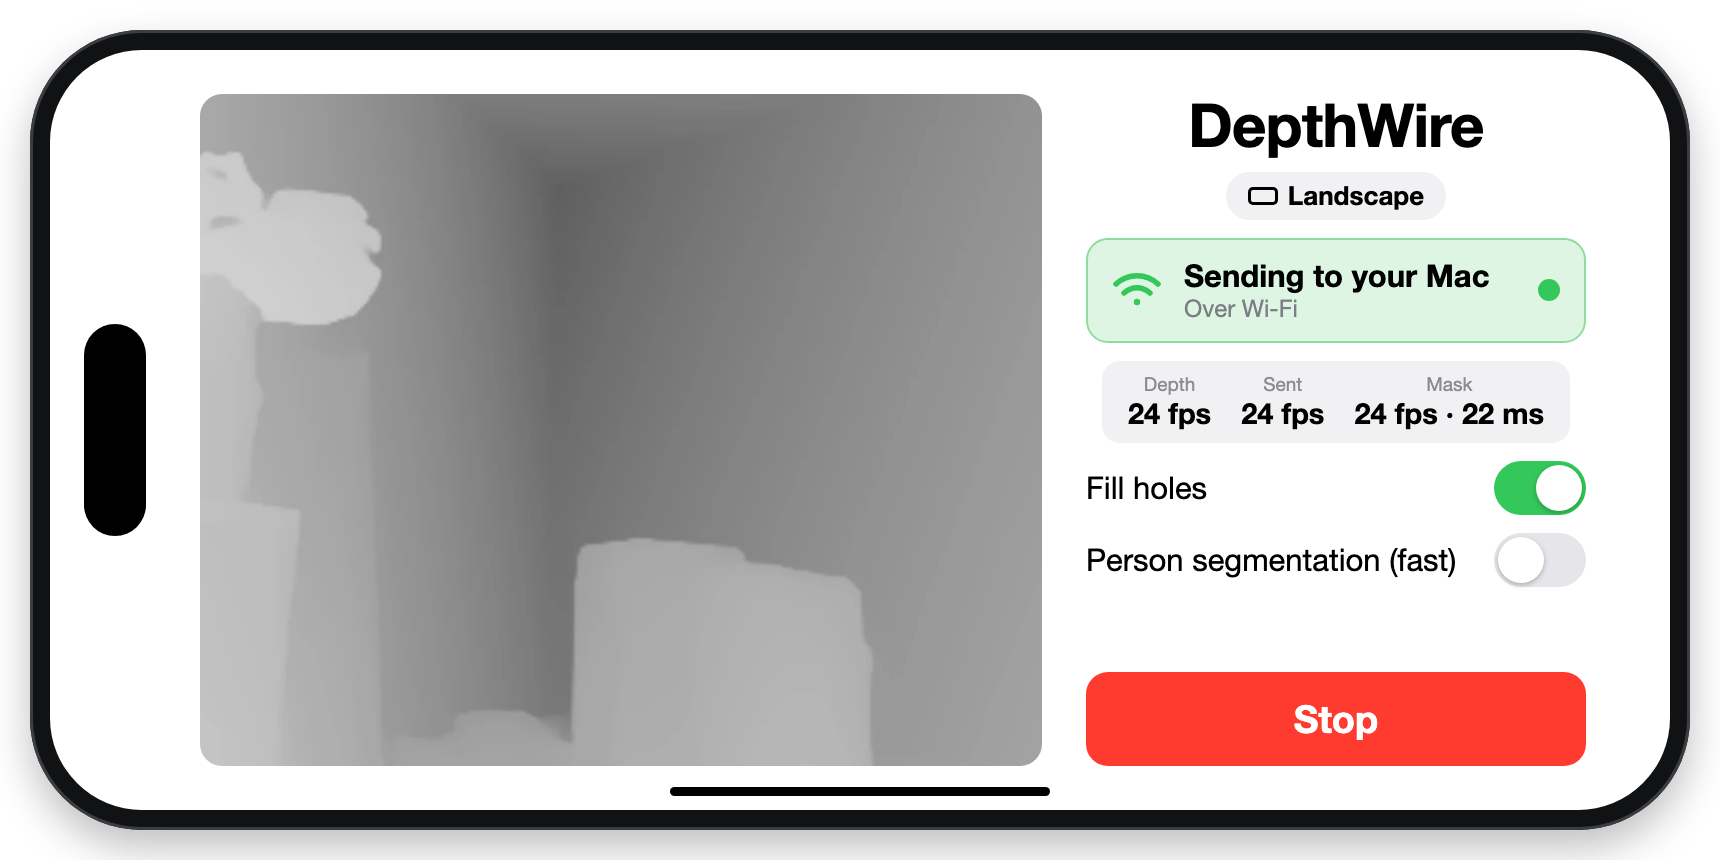 DepthWire
Landscape
Sending to your Mac
Over Wi-Fi
Depth Sent Mask
24 fps 24 fps 24 fps · 22 ms
Fill holes
Person segmentation (fast)
Stop